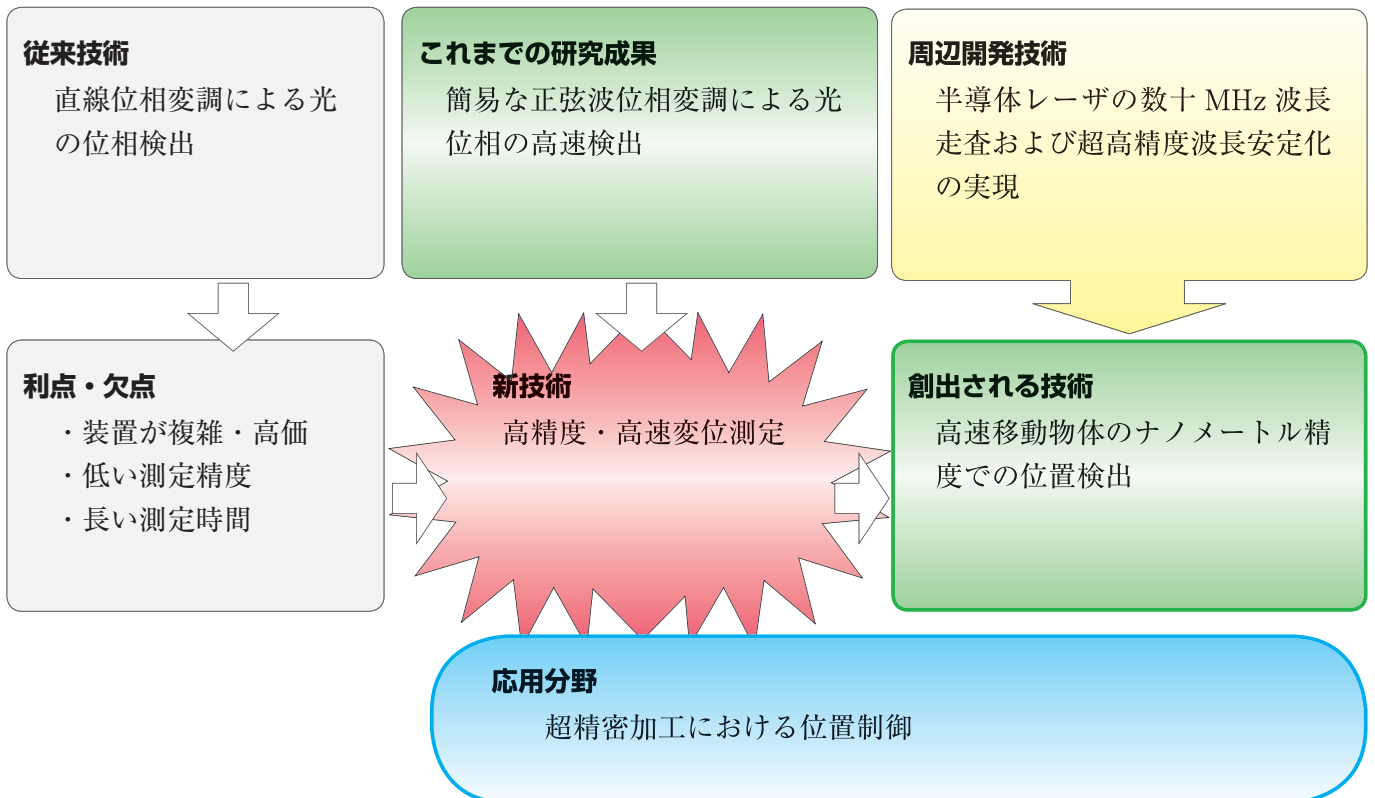 従来技術
直線位相変調による光
の位相検出
これまでの研究成果
簡易な正弦波位相変調による光
位相の高速検出
周辺開発技術
半導体レーザの数十 MHz 波長
走査および超高精度波長安定化
の実現
利点・欠点
・装置が複雑・高価
・低い測定精度
・長い測定時間
新技術
高精度・高速変位測定
創出される技術
高速移動物体のナノメートル精
度での位置検出
応用分野
超精密加工における位置制御